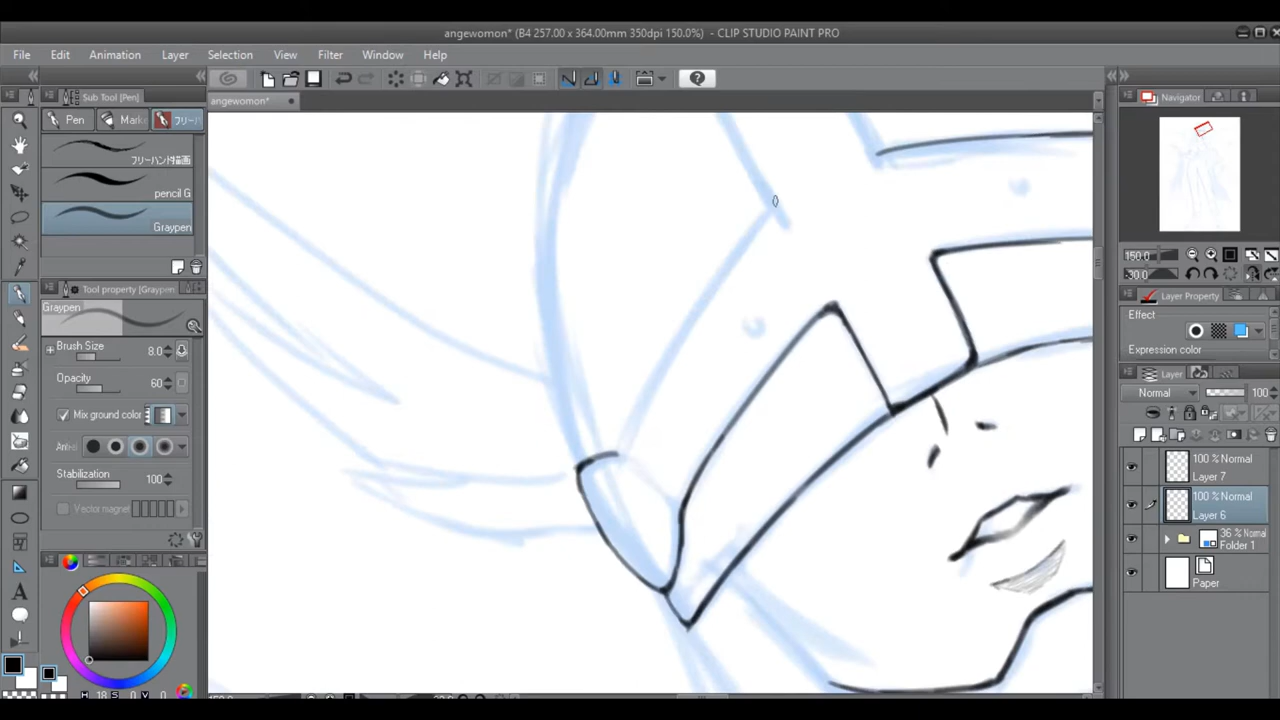 angewomon* (B4 257.00 x 364.00mm 350dpi 150.0%) - CLIP STUDIO PAINT PRO
File Edit Animation Layer Selection View Filter Window Help
Sub Tool [Pen]
angewomon*
Navigator
Pen
Mark
フリー
フリーハンド描画
pencil G
Graypen
150.0
-30.0
Tool property [Graypen]
Layer Property
Graypen
Effect
Expression color
Brush Size 8.0
Layer
Opacity 60
Normal 100
Mix ground color
Stabilization 100
100 % Normal
Layer 7
100 % Normal
Layer 6
Vector magnet
36 % Normal
Folder 1
Paper
H 18 S 0 V 0